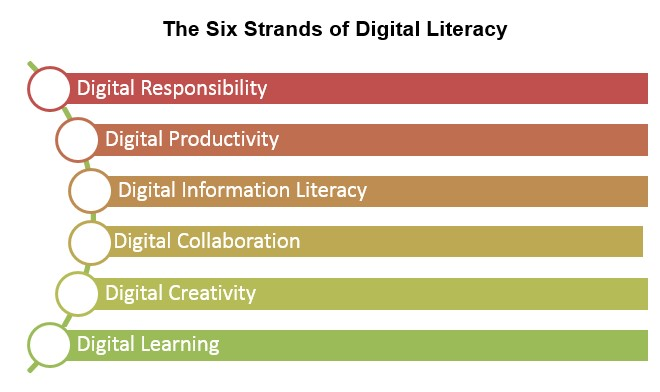 The Six Strands of Digital Literacy
Digital Responsibility
Digital Productivity
Digital Information Literacy
Digital Collaboration
Digital Creativity
Digital Learning